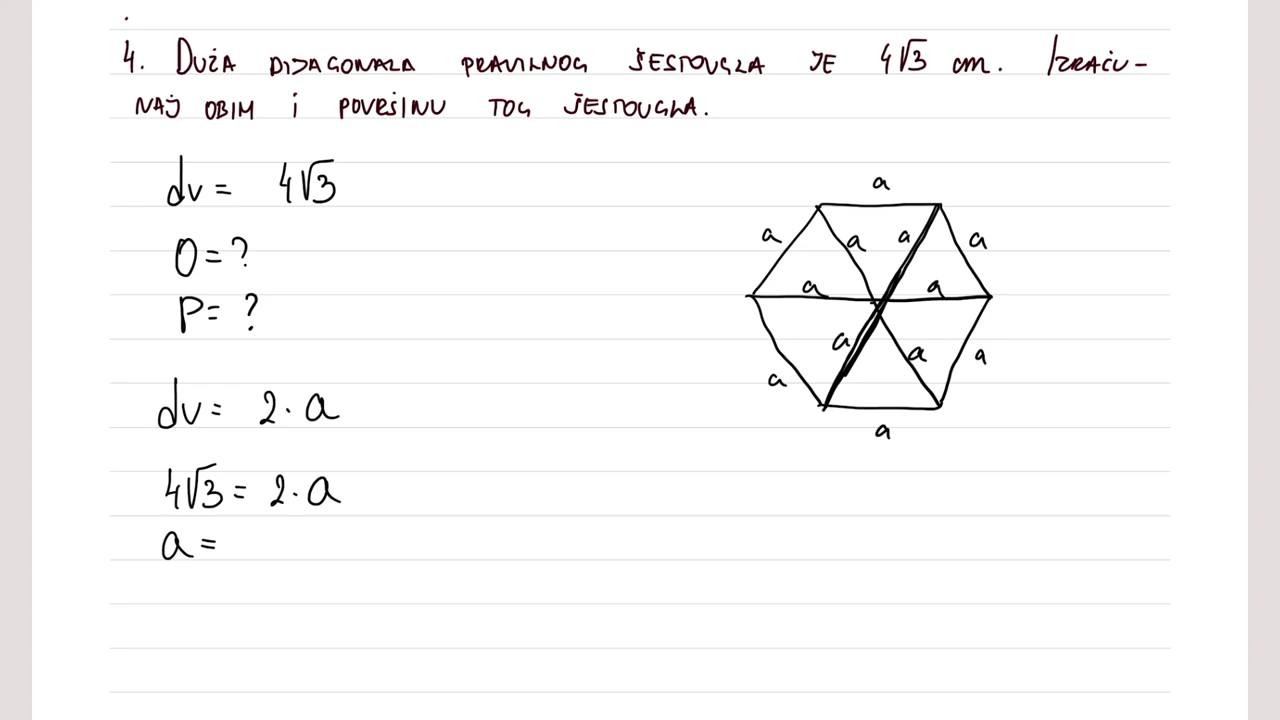 4. DUŽA DIJAGONALA PRAVILNOG ŠESTOUGLA JE 4√3 cm. IZRAČU-
NAJ OBIM I POVRŠINU TOG ŠESTOUGLA.
dv = 4√3
O = ?
P = ?
dv = 2 · a
4√3 = 2 · a
a =
a
a a a a
a a
a a a
a
a